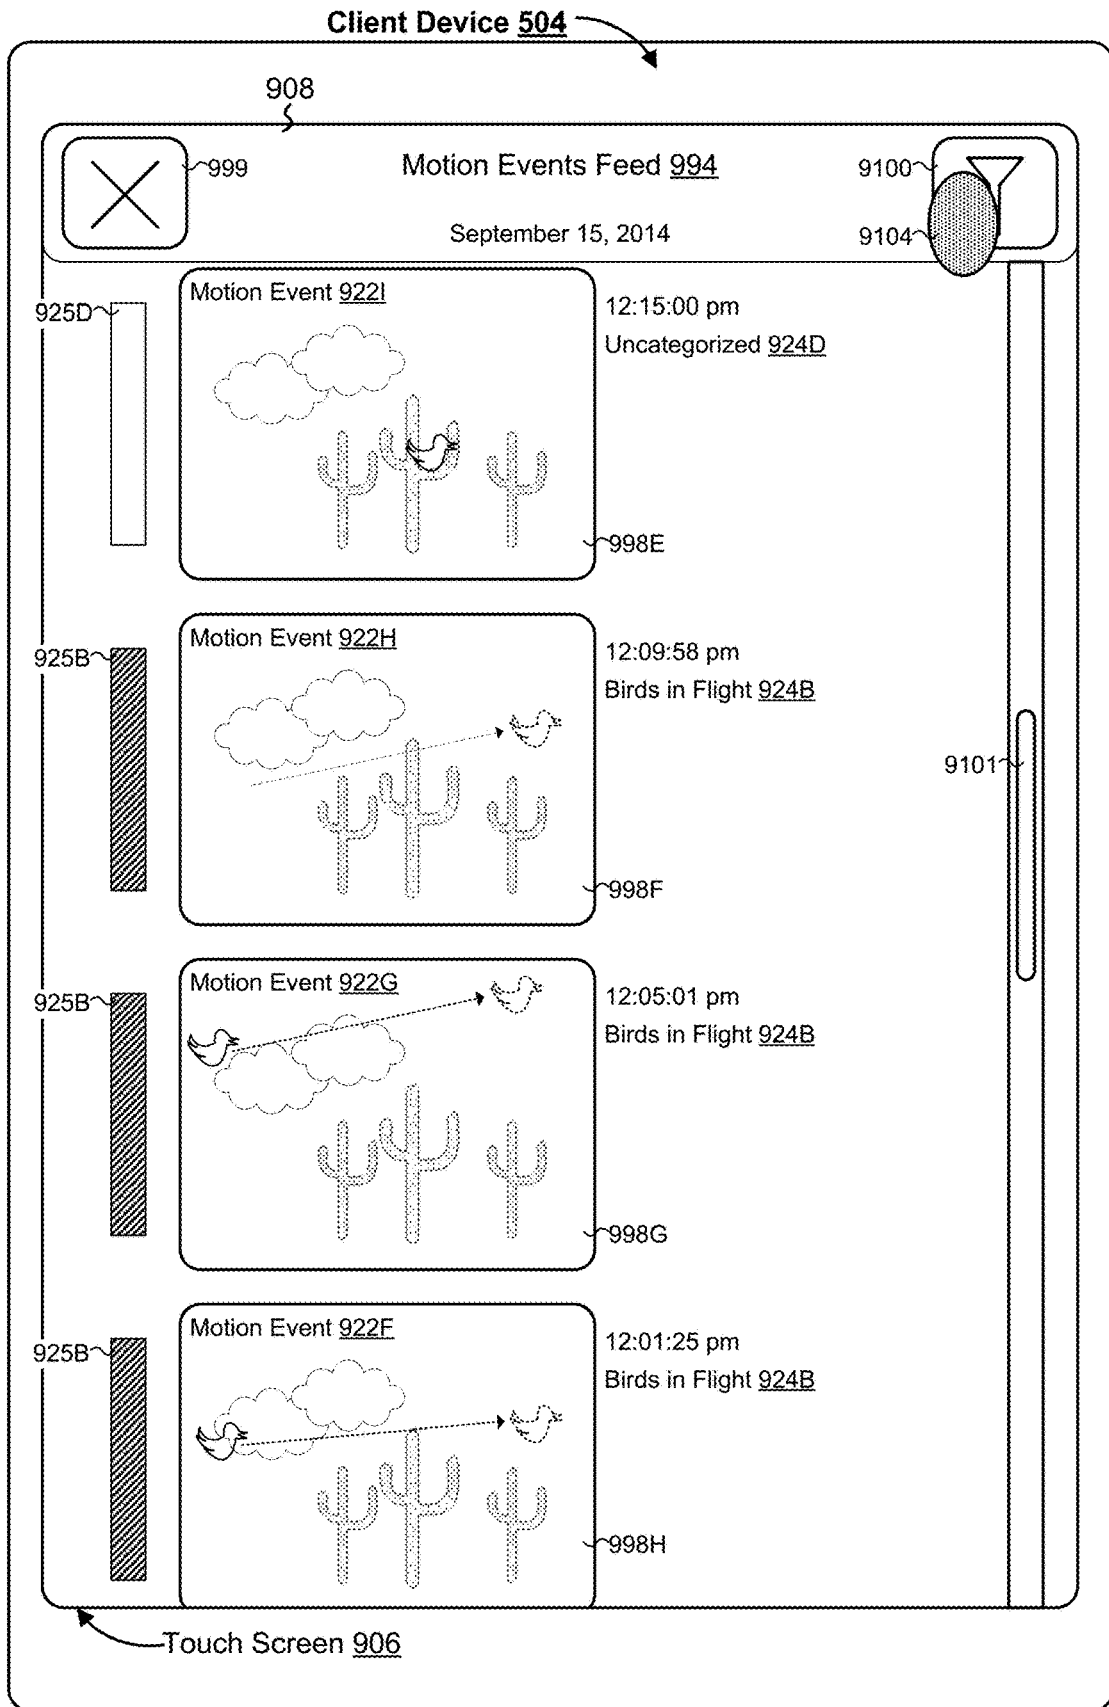 Client Device 504
908
999
Motion Events Feed 994
9100
September 15, 2014
9104
925D
Motion Event 922I
12:15:00 pm
Uncategorized 924D
998E
925B
Motion Event 922H
12:09:58 pm
Birds in Flight 924B
9101
998F
925B
Motion Event 922G
12:05:01 pm
Birds in Flight 924B
998G
925B
Motion Event 922F
12:01:25 pm
Birds in Flight 924B
998H
Touch Screen 906